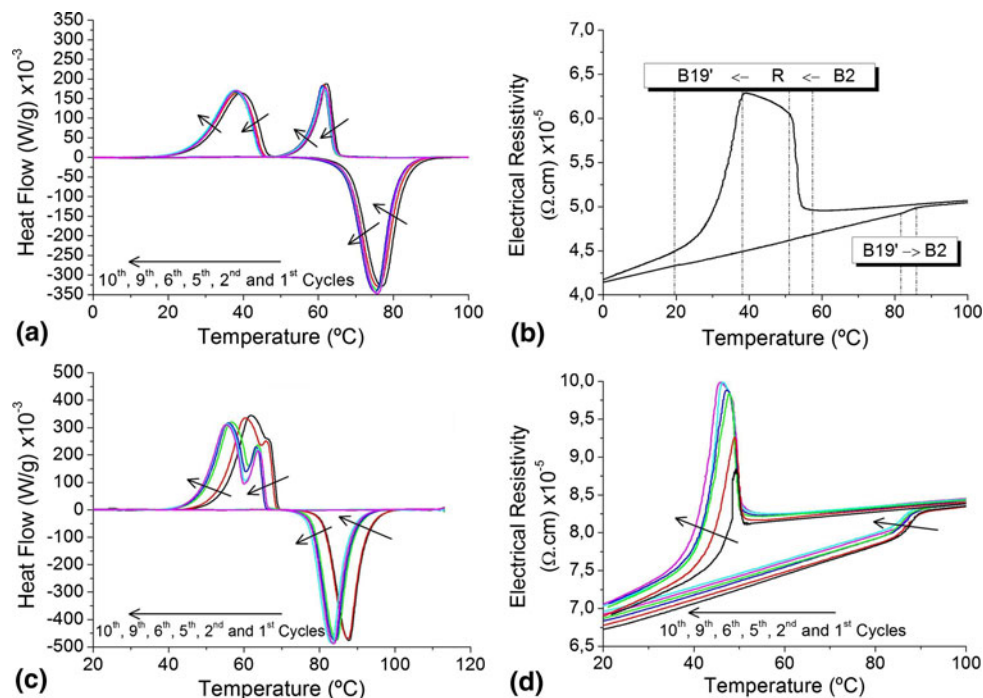 350
300
250
200
150
100
50
0
-50
-100
-150
-200
-250
-300
-350
Heat Flow (W/g) x10⁻³
10ᵗʰ, 9ᵗʰ, 6ᵗʰ, 5ᵗʰ, 2ⁿᵈ and 1ˢᵗ Cycles
0 20 40 60 80 100
(a) Temperature (ºC)
7,0
6,5
6,0
5,5
5,0
4,5
4,0
Electrical Resistivity
(Ω.cm) x10⁻⁵
B19' <- R <- B2
B19' -> B2
0 20 40 60 80 100
(b) Temperature (ºC)
500
400
300
200
100
0
-100
-200
-300
-400
-500
Heat Flow (W/g) x10⁻³
10ᵗʰ, 9ᵗʰ, 6ᵗʰ, 5ᵗʰ, 2ⁿᵈ and 1ˢᵗ Cycles
20 40 60 80 100 120
(c) Temperature (ºC)
10,0
9,5
9,0
8,5
8,0
7,5
7,0
6,5
Electrical Resistivity
(Ω.cm) x10⁻⁵
10ᵗʰ, 9ᵗʰ, 6ᵗʰ, 5ᵗʰ, 2ⁿᵈ and 1ˢᵗ Cycles
20 40 60 80 100
(d) Temperature (ºC)